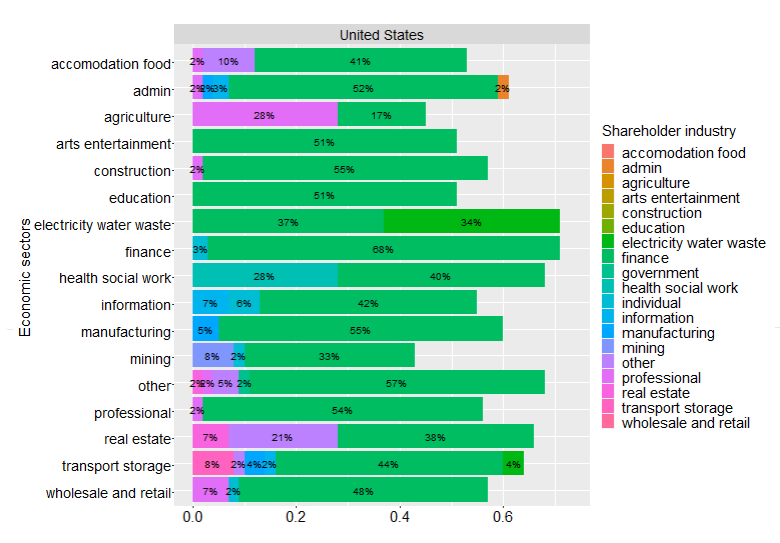 United States
Economic sectors
accomodation food 2% 10% 41%
admin 2% 2% 3% 52% 2%
agriculture 28% 17%
arts entertainment 51%
construction 2% 55%
education 51%
electricity water waste 37% 34%
finance 3% 68%
health social work 28% 40%
information 7% 6% 42%
manufacturing 5% 55%
mining 8% 2% 33%
other 2% 2% 5% 2% 57%
professional 2% 54%
real estate 7% 21% 38%
transport storage 8% 2% 4% 2% 44% 4%
wholesale and retail 7% 2% 48%
0.0 0.2 0.4 0.6
Shareholder industry
accomodation food
admin
agriculture
arts entertainment
construction
education
electricity water waste
finance
government
health social work
individual
information
manufacturing
mining
other
professional
real estate
transport storage
wholesale and retail